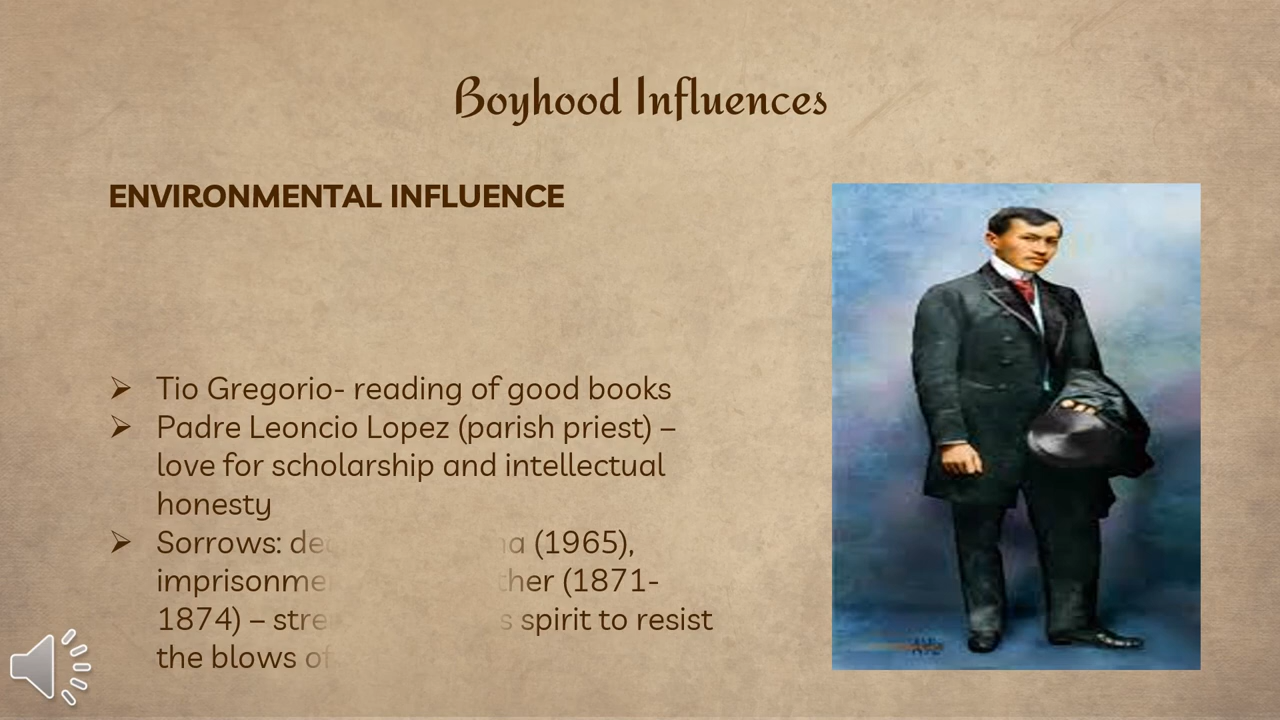 Boyhood Influences
ENVIRONMENTAL INFLUENCE
➢ Tio Gregorio- reading of good books
➢ Padre Leoncio Lopez (parish priest) –
love for scholarship and intellectual
honesty
➢ Sorrows: (1965),
(1871-
1874) – spirit to resist
the blows of